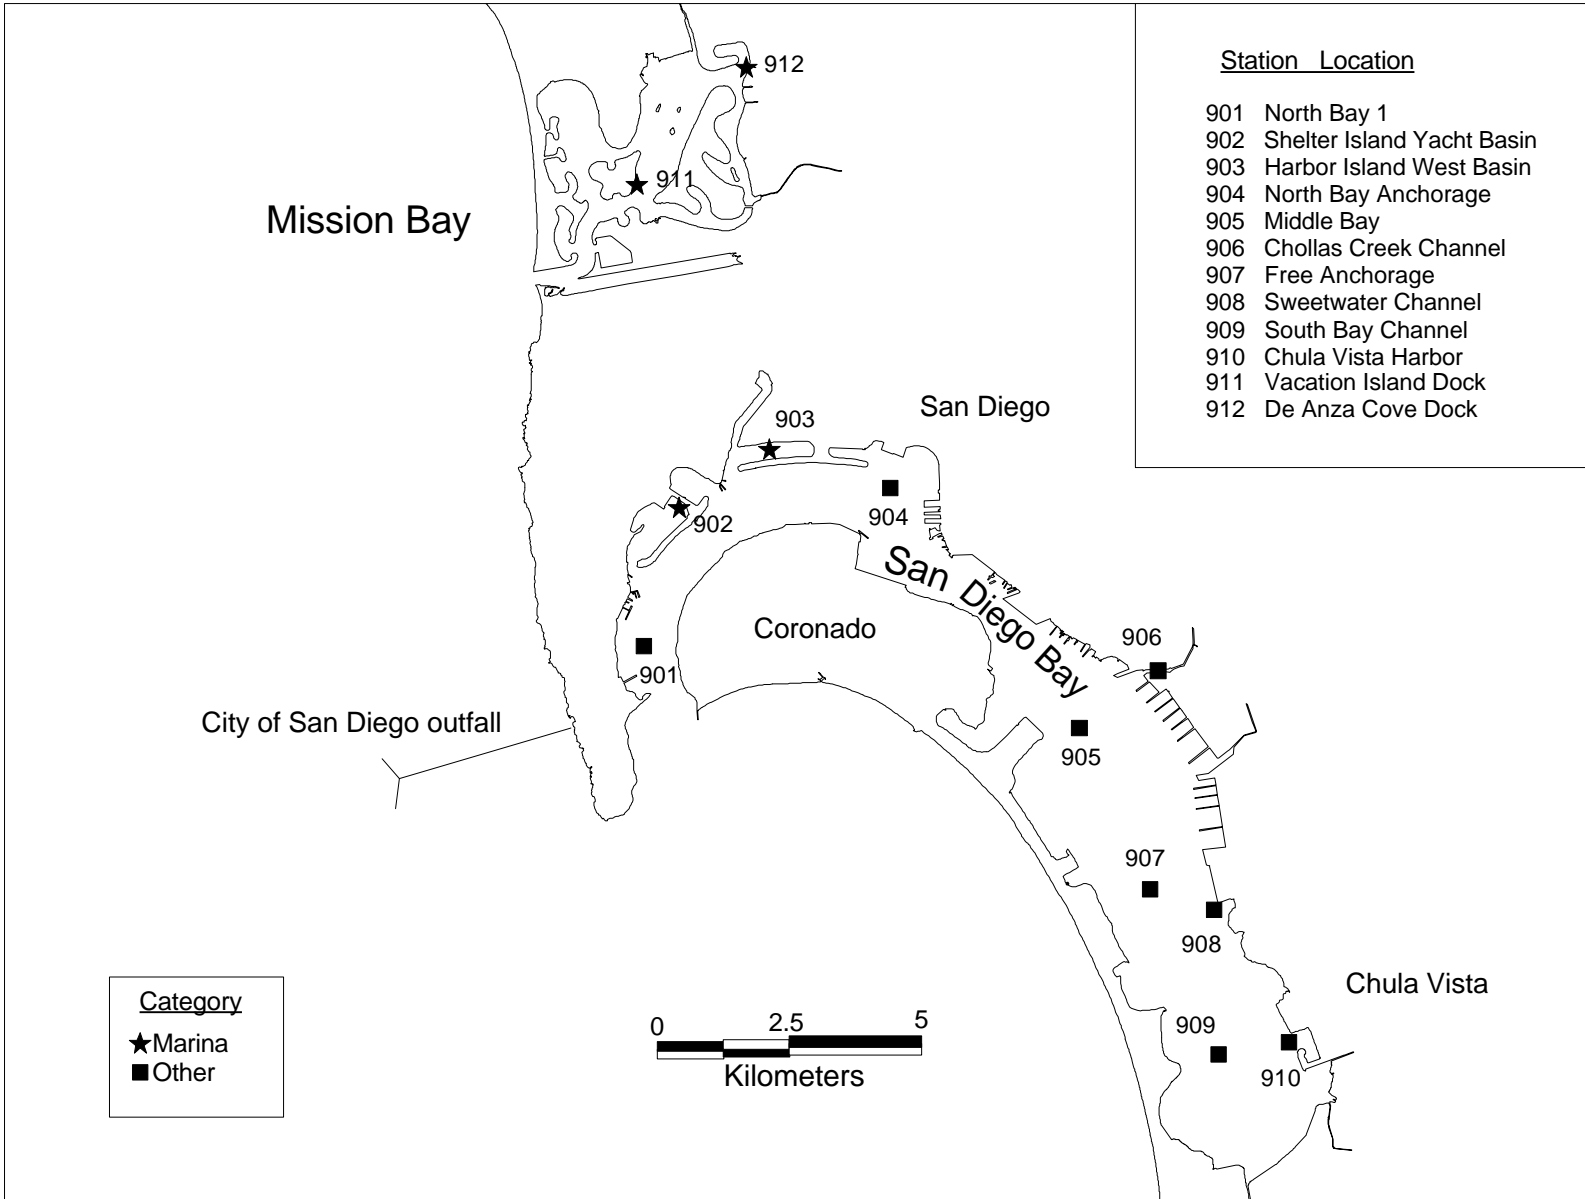 Station Location
901 North Bay 1
902 Shelter Island Yacht Basin
903 Harbor Island West Basin
904 North Bay Anchorage
905 Middle Bay
906 Chollas Creek Channel
907 Free Anchorage
908 Sweetwater Channel
909 South Bay Channel
910 Chula Vista Harbor
911 Vacation Island Dock
912 De Anza Cove Dock
912
911
Mission Bay
San Diego
903
902
904
San Diego Bay
Coronado
906
901
City of San Diego outfall
905
907
908
Chula Vista
909
910
Category
Marina
Other
0 2.5 5
Kilometers